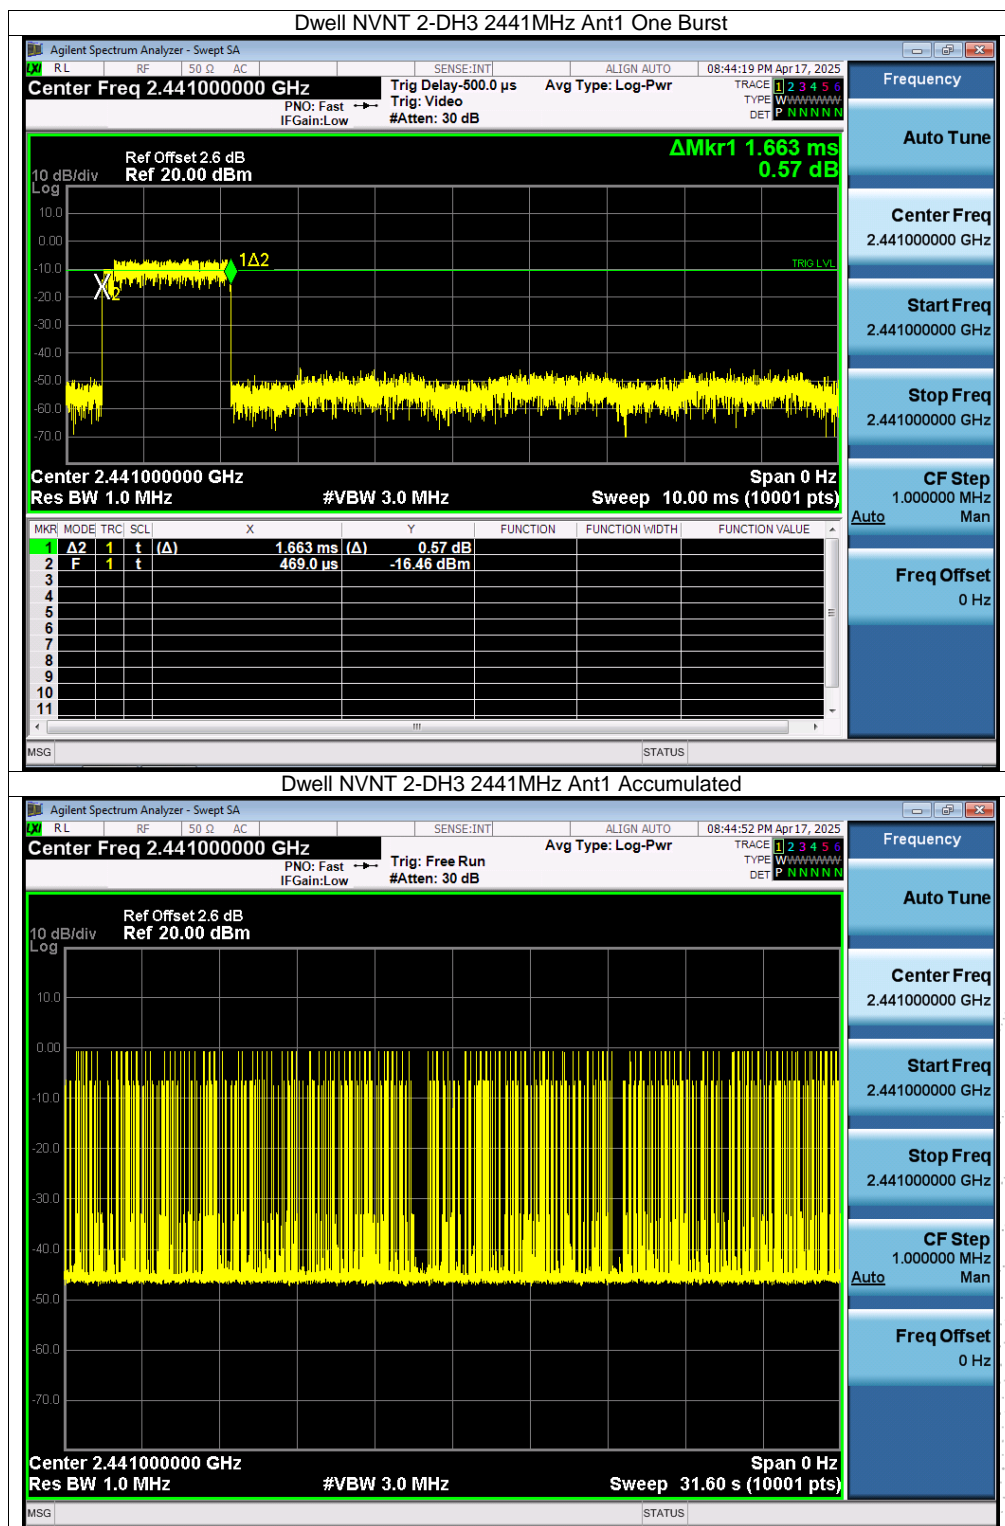 Dwell NVNT 2-DH3 2441MHz Ant1 One Burst
Agilent Spectrum Analyzer - Swept SA
LXI RL RF 50 Ω AC SENSE:INT ALIGN AUTO 08:44:19 PM Apr 17, 2025
Center Freq 2.441000000 GHz
PNO: Fast
IFGain:Low
Trig Delay-500.0 µs
Trig: Video
#Atten: 30 dB
Avg Type: Log-Pwr
TRACE 1 2 3 4 5 6
TYPE WWWWWW
DET P N N N N N
Frequency
Auto Tune
Center Freq
2.441000000 GHz
Start Freq
2.441000000 GHz
Stop Freq
2.441000000 GHz
CF Step
1.000000 MHz
Auto Man
Freq Offset
0 Hz
ΔMkr1 1.663 ms
0.57 dB
Ref Offset 2.6 dB
10 dB/div Ref 20.00 dBm
Log
10.0
0.00
-10.0
-20.0
-30.0
-40.0
-50.0
-60.0
-70.0
1Δ2
2
TRIG LVL
Center 2.441000000 GHz Span 0 Hz
Res BW 1.0 MHz #VBW 3.0 MHz Sweep 10.00 ms (10001 pts)
MKR MODE TRC SCL X Y FUNCTION FUNCTION WIDTH FUNCTION VALUE
1 Δ2 1 t (Δ) 1.663 ms (Δ) 0.57 dB
2 F 1 t 469.0 µs -16.46 dBm
3
4
5
6
7
8
9
10
11
MSG STATUS
Dwell NVNT 2-DH3 2441MHz Ant1 Accumulated
Agilent Spectrum Analyzer - Swept SA
LXI RL RF 50 Ω AC SENSE:INT ALIGN AUTO 08:44:52 PM Apr 17, 2025
Center Freq 2.441000000 GHz
PNO: Fast
IFGain:Low
Trig: Free Run
#Atten: 30 dB
Avg Type: Log-Pwr
TRACE 1 2 3 4 5 6
TYPE WWWWWW
DET P N N N N N
Frequency
Auto Tune
Center Freq
2.441000000 GHz
Start Freq
2.441000000 GHz
Stop Freq
2.441000000 GHz
CF Step
1.000000 MHz
Auto Man
Freq Offset
0 Hz
Ref Offset 2.6 dB
10 dB/div Ref 20.00 dBm
Log
10.0
0.00
-10.0
-20.0
-30.0
-40.0
-50.0
-60.0
-70.0
Center 2.441000000 GHz Span 0 Hz
Res BW 1.0 MHz #VBW 3.0 MHz Sweep 31.60 s (10001 pts)
MSG STATUS